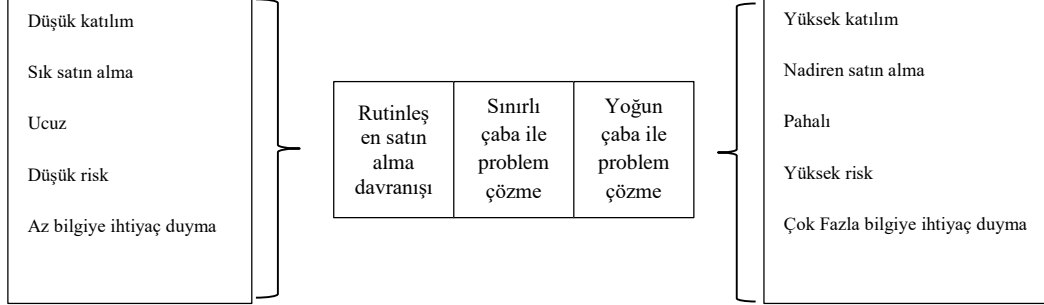 Düşük katılım
Sık satın alma
Ucuz
Düşük risk
Az bilgiye ihtiyaç duyma
Rutinleş
en satın
alma
davranışı
Sınırlı
çaba ile
problem
çözme
Yoğun
çaba ile
problem
çözme
Yüksek katılım
Nadiren satın alma
Pahalı
Yüksek risk
Çok Fazla bilgiye ihtiyaç duyma